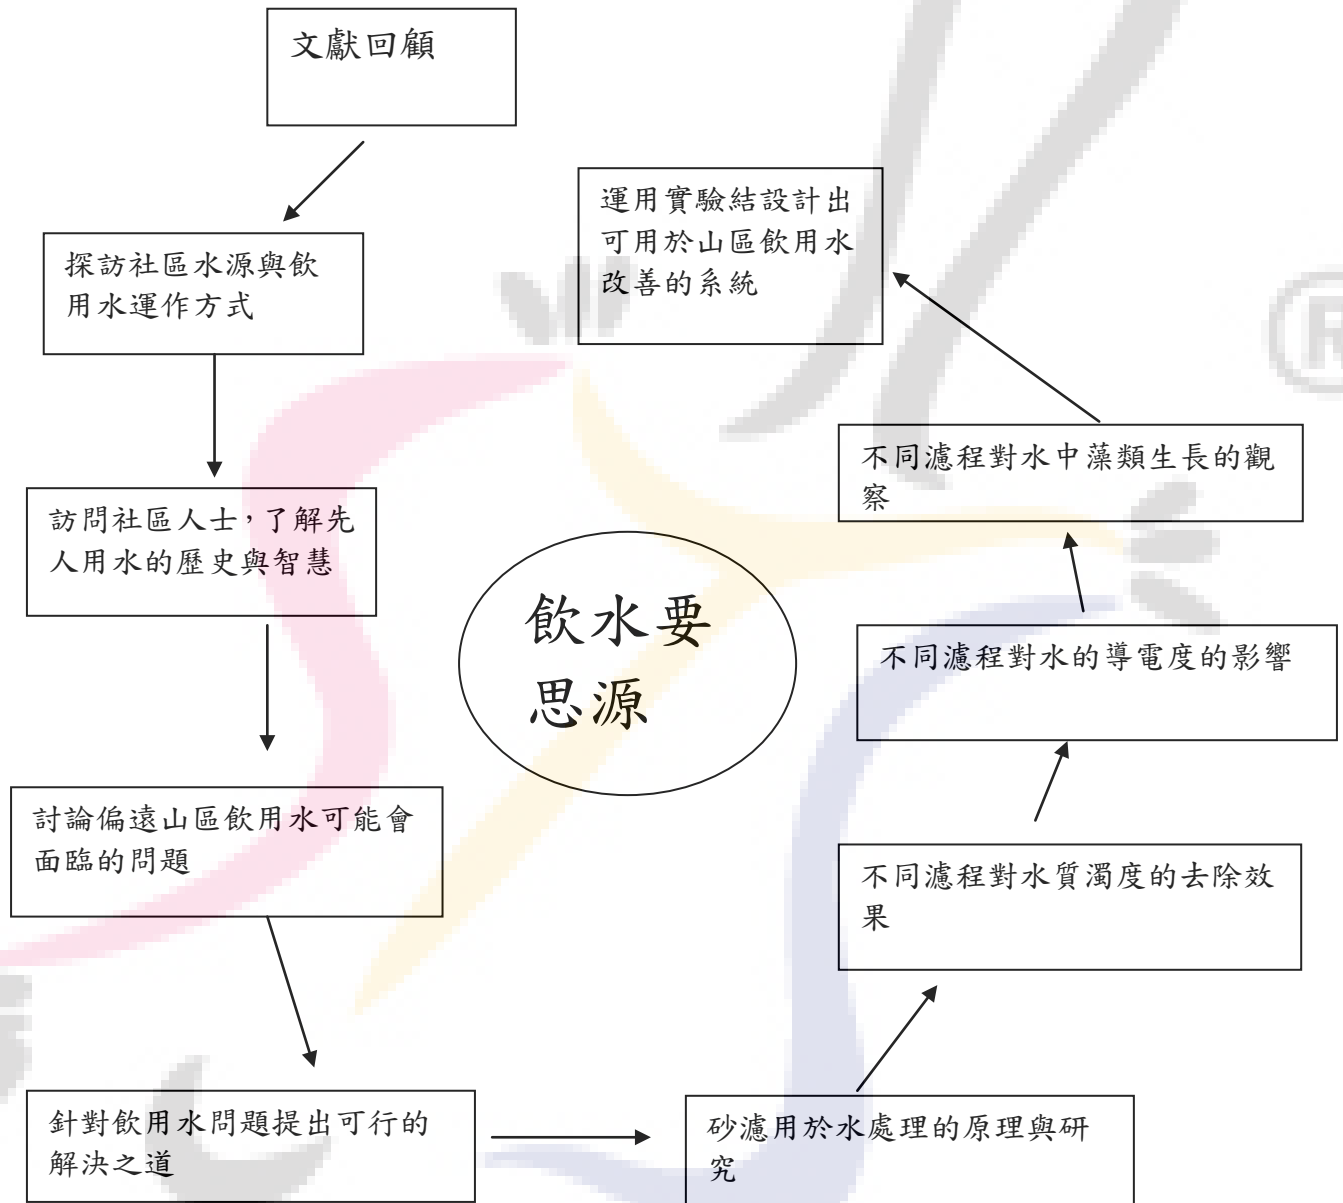 文獻回顧
探訪社區水源與飲
用水運作方式
訪問社區人士，了解先
人用水的歷史與智慧
討論偏遠山區飲用水可能會
面臨的問題
針對飲用水問題提出可行的
解決之道
砂濾用於水處理的原理與研
究
不同濾程對水質濁度的去除效
果
不同濾程對水的導電度的影響
不同濾程對水中藻類生長的觀
察
運用實驗結設計出
可用於山區飲用水
改善的系統
飲水要
思源